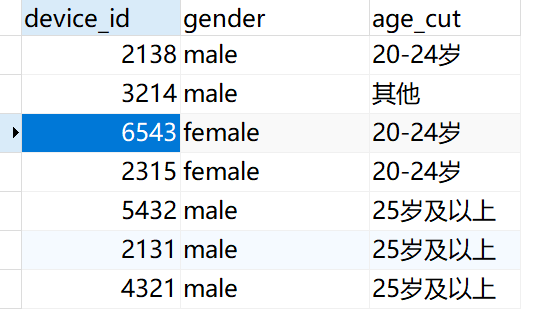 device_id gender age_cut
2138 male 20-24岁
3214 male 其他
6543 female 20-24岁
2315 female 20-24岁
5432 male 25岁及以上
2131 male 25岁及以上
4321 male 25岁及以上